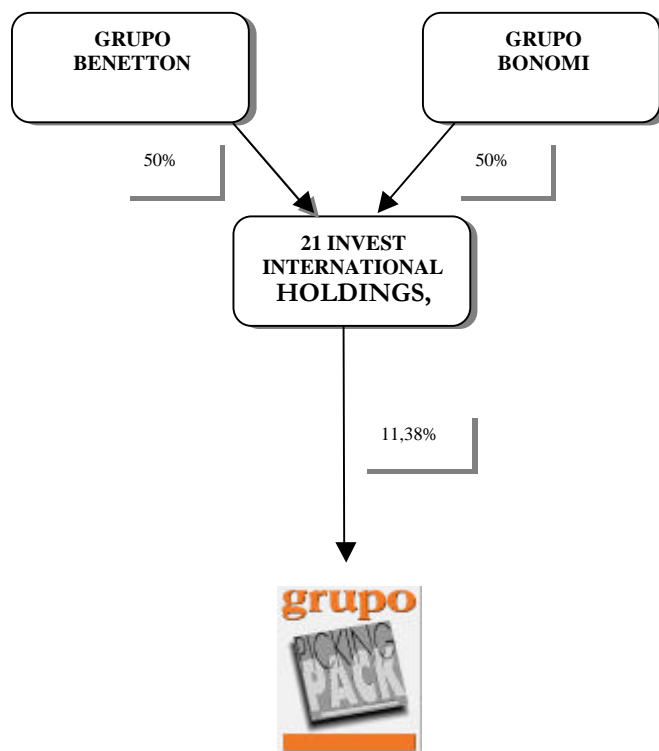 GRUPO
BENETTON
GRUPO
BONOMI
50%
50%
21 INVEST
INTERNATIONAL
HOLDINGS,
11,38%
grupo
PICKING
PACK